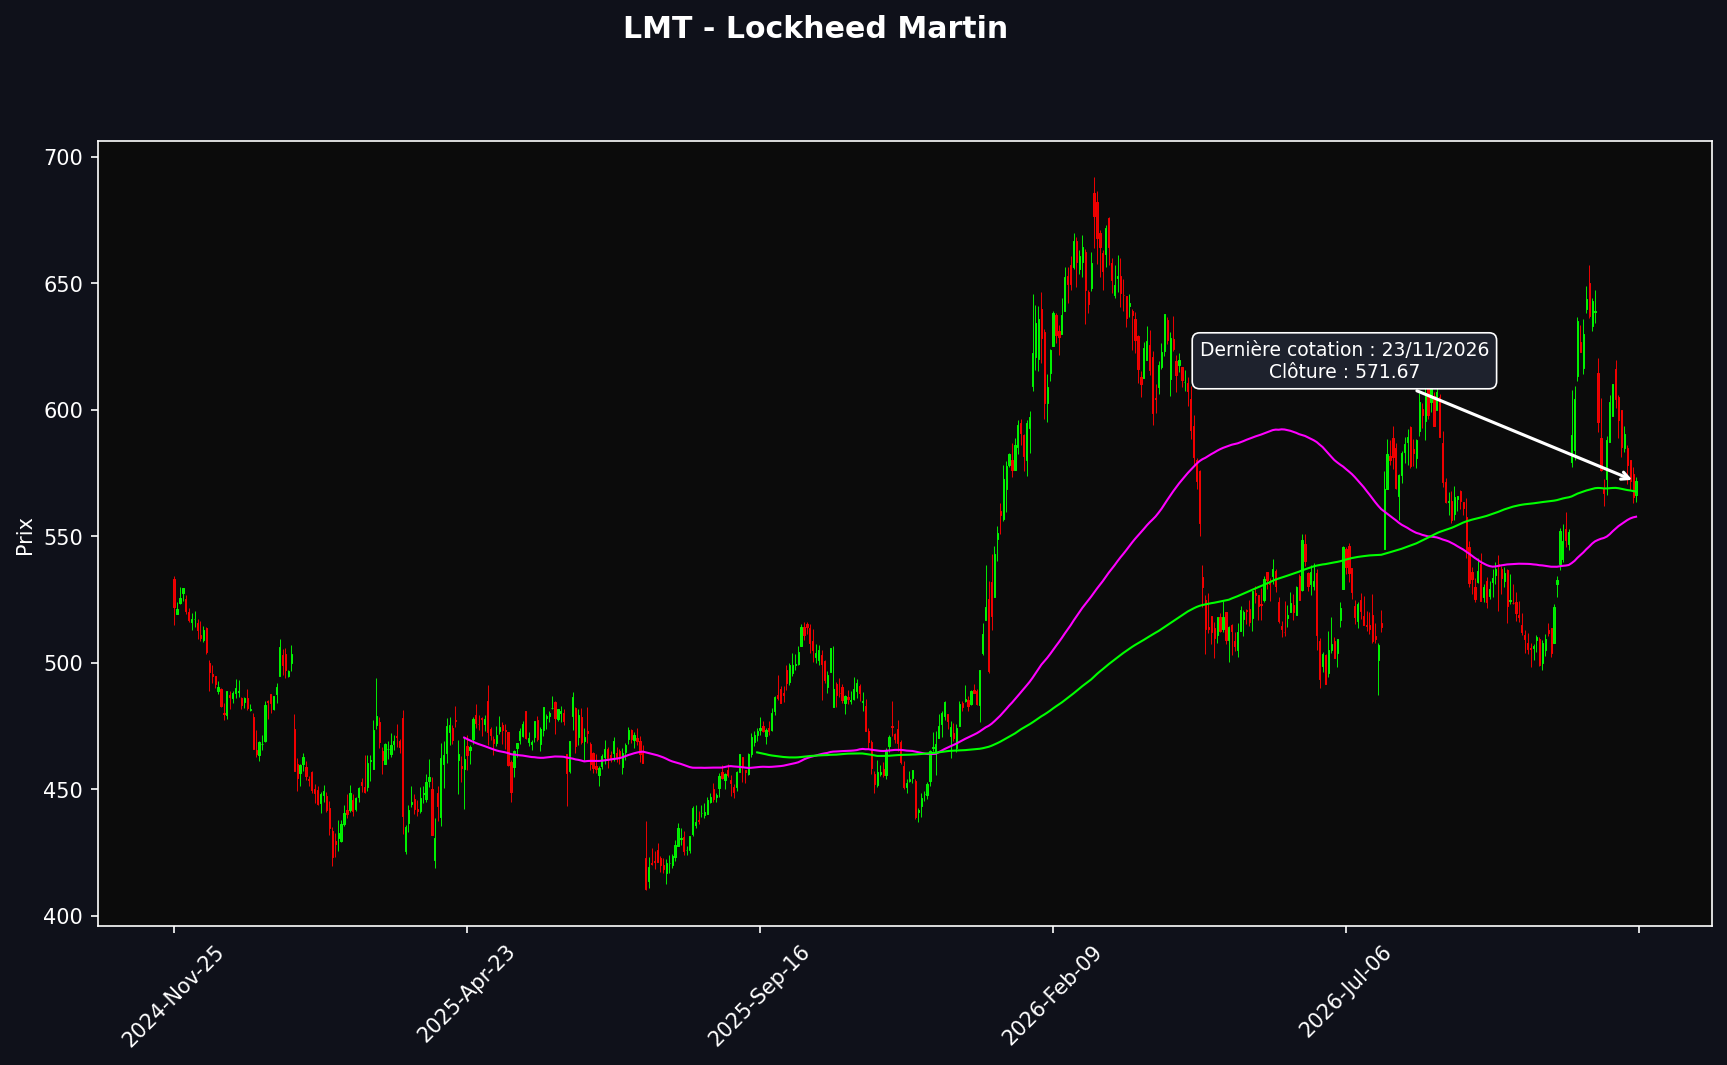 LMT - Lockheed Martin
700
650
600
550
500
450
400
Prix
Dernière cotation : 23/11/2026
Clôture : 571.67
2024-Nov-25
2025-Apr-23
2025-Sep-16
2026-Feb-09
2026-Jul-06